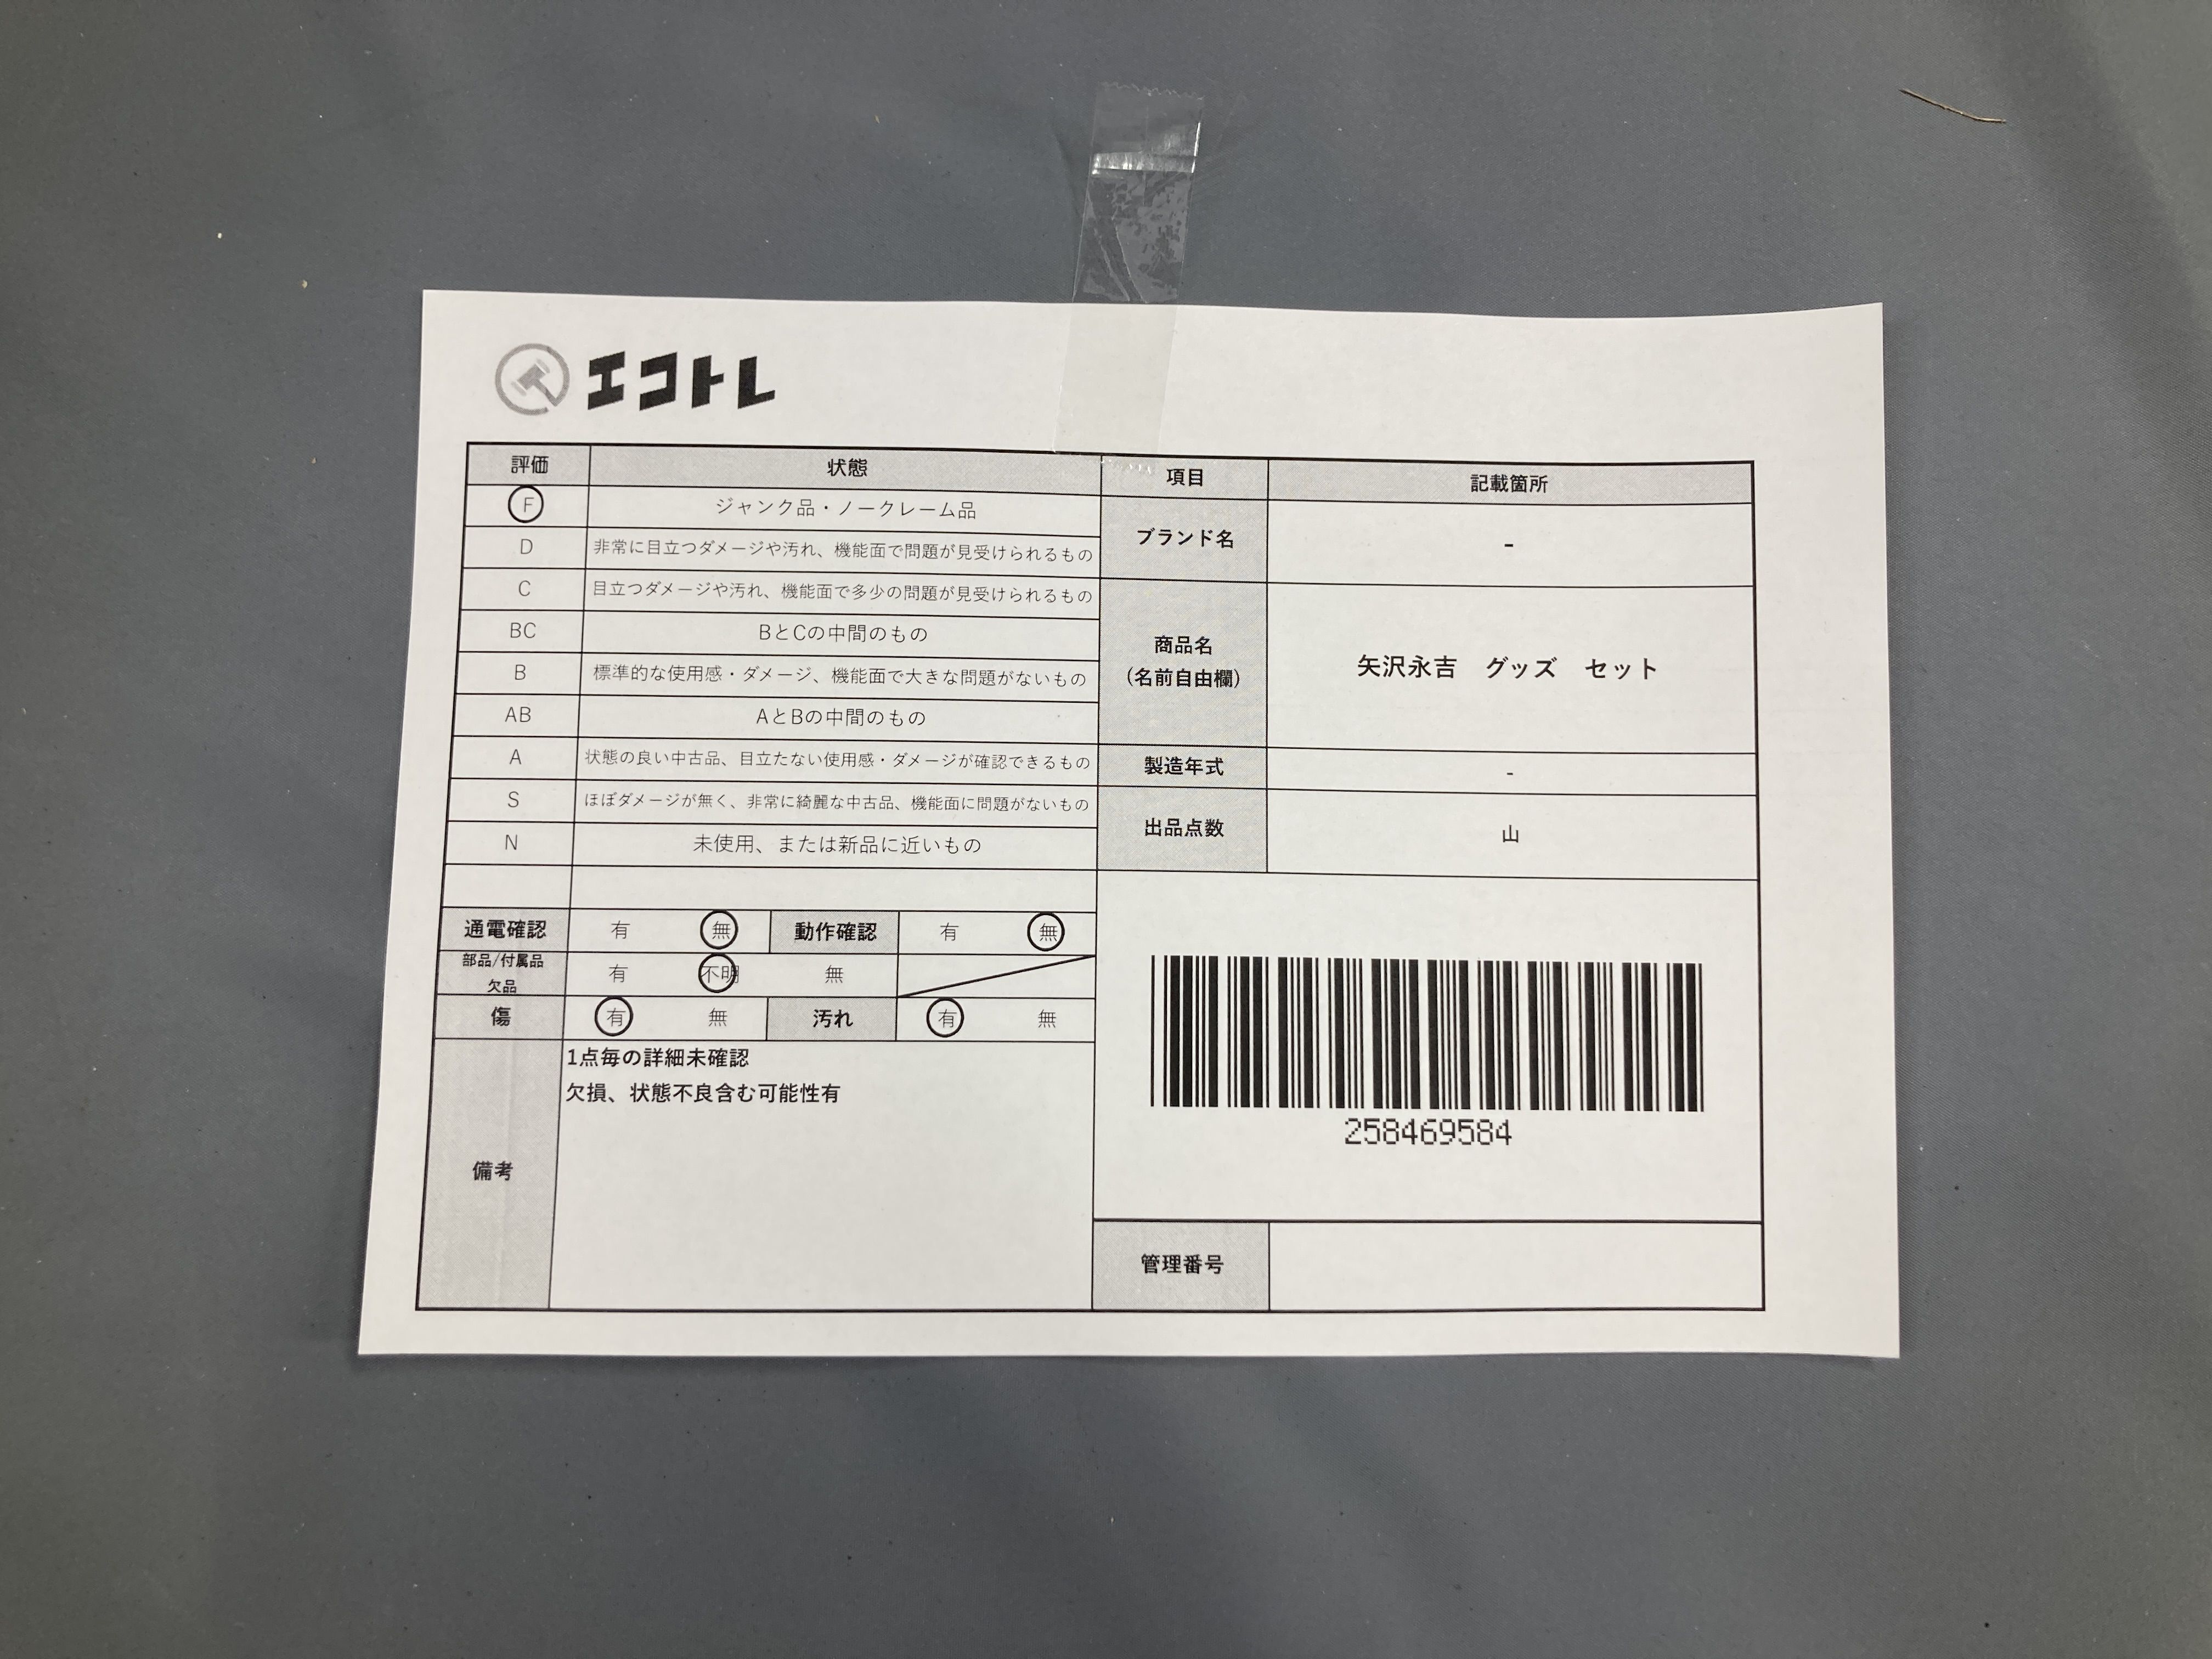 エコトレ
評価 状態 項目 記載箇所
F ジャンク品・ノークレーム品
D 非常に目立つダメージや汚れ、機能面で問題が見受けられるもの
ブランド名 -
C 目立つダメージや汚れ、機能面で多少の問題が見受けられるもの
BC BとCの中間のもの
B 標準的な使用感・ダメージ、機能面で大きな問題がないもの
商品名
(名前自由欄)
矢沢永吉 グッズ セット
AB AとBの中間のもの
A 状態の良い中古品、目立たない使用感・ダメージが確認できるもの
製造年式 -
S ほぼダメージが無く、非常に綺麗な中古品、機能面に問題がないもの
出品点数 山
N 未使用、または新品に近いもの
通電確認 有 無 動作確認 有 無
部品/付属品
欠品
有 不明 無
傷 有 無 汚れ 有 無
備考
1点毎の詳細未確認
欠損、状態不良含む可能性有
258469584
管理番号